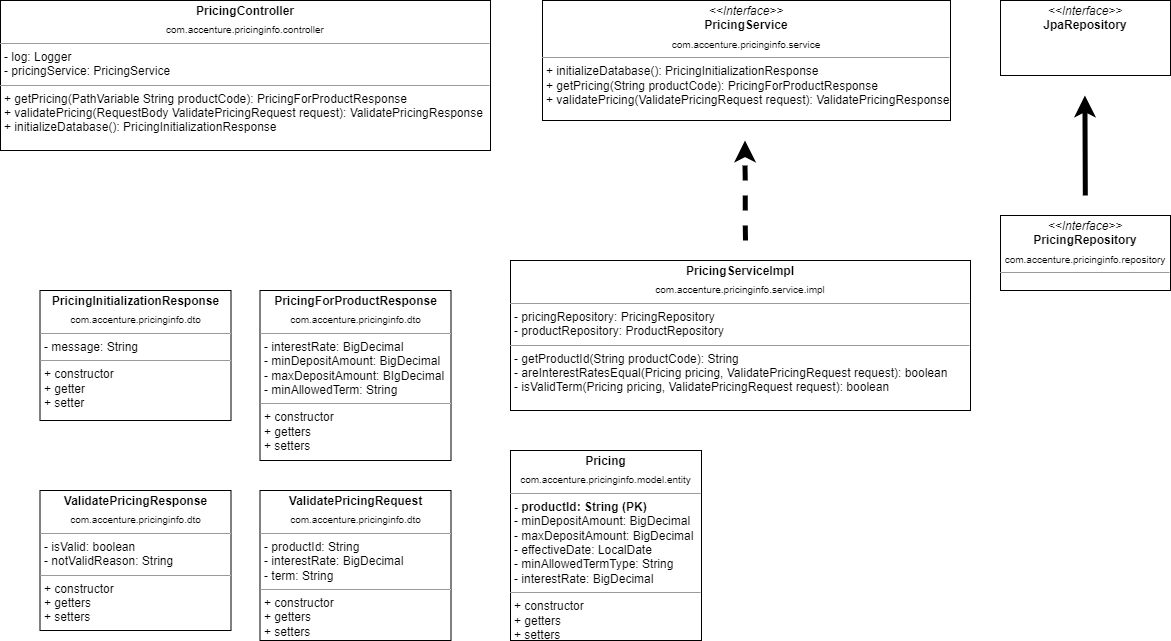 PricingController
com.accenture.pricinginfo.controller
- log: Logger
- pricingService: PricingService
+ getPricing(PathVariable String productCode): PricingForProductResponse
+ validatePricing(RequestBody ValidatePricingRequest request): ValidatePricingResponse
+ initializeDatabase(): PricingInitializationResponse
<<Interface>>
PricingService
com.accenture.pricinginfo.service
+ initializeDatabase(): PricingInitializationResponse
+ getPricing(String productCode): PricingForProductResponse
+ validatePricing(ValidatePricingRequest request): ValidatePricingResponse
<<Interface>>
JpaRepository
<<Interface>>
PricingRepository
com.accenture.pricinginfo.repository
PricingServiceImpl
com.accenture.pricinginfo.service.impl
- pricingRepository: PricingRepository
- productRepository: ProductRepository
- getProductId(String productCode): String
- areInterestRatesEqual(Pricing pricing, ValidatePricingRequest request): boolean
- isValidTerm(Pricing pricing, ValidatePricingRequest request): boolean
PricingInitializationResponse
com.accenture.pricinginfo.dto
- message: String
+ constructor
+ getter
+ setter
PricingForProductResponse
com.accenture.pricinginfo.dto
- interestRate: BigDecimal
- minDepositAmount: BigDecimal
- maxDepositAmount: BIgDecimal
- minAllowedTerm: String
+ constructor
+ getters
+ setters
ValidatePricingResponse
com.accenture.pricinginfo.dto
- isValid: boolean
- notValidReason: String
+ constructor
+ getters
+ setters
ValidatePricingRequest
com.accenture.pricinginfo.dto
- productId: String
- interestRate: BigDecimal
- term: String
+ constructor
+ getters
+ setters
Pricing
com.accenture.pricinginfo.model.entity
- productId: String (PK)
- minDepositAmount: BigDecimal
- maxDepositAmount: BigDecimal
- effectiveDate: LocalDate
- minAllowedTermType: String
- interestRate: BigDecimal
+ constructor
+ getters
+ setters